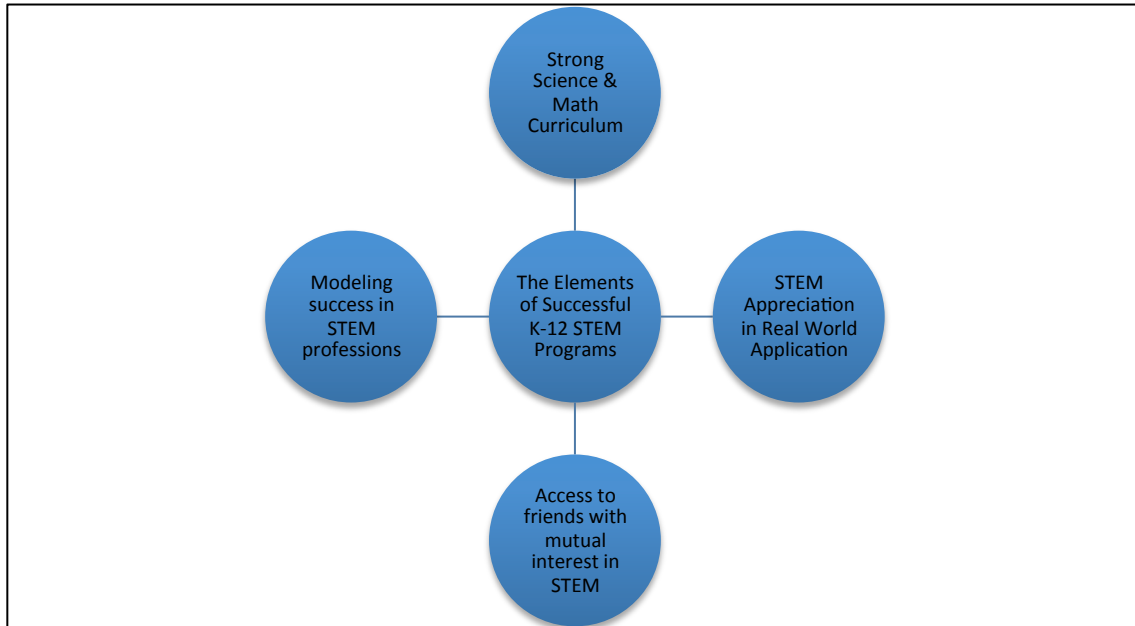 Strong
Science &
Math
Curriculum
Modeling
success in
STEM
professions
The Elements
of Successful
K-12 STEM
Programs
STEM
Appreciation
in Real World
Application
Access to
friends with
mutual
interest in
STEM